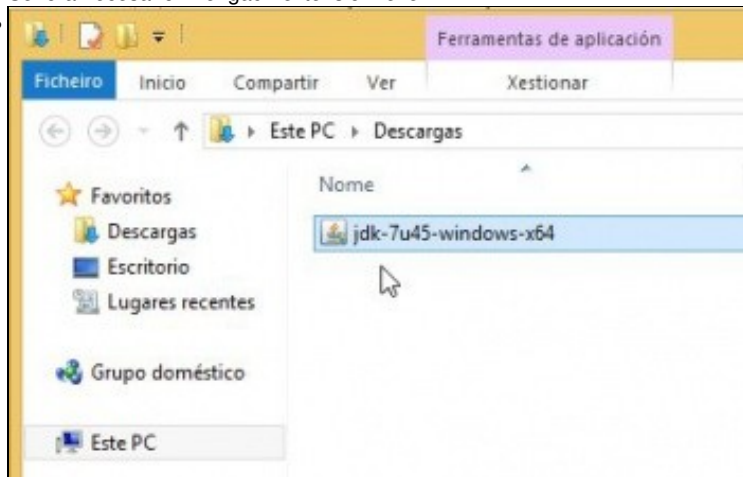 Ferramentas de aplicación
Ficheiro Inicio Compartir Ver Xestionar
Este PC Descargas
Favoritos
Descargas
Escritorio
Lugares recentes
Grupo doméstico
Este PC
Nome
jdk-7u45-windows-x64